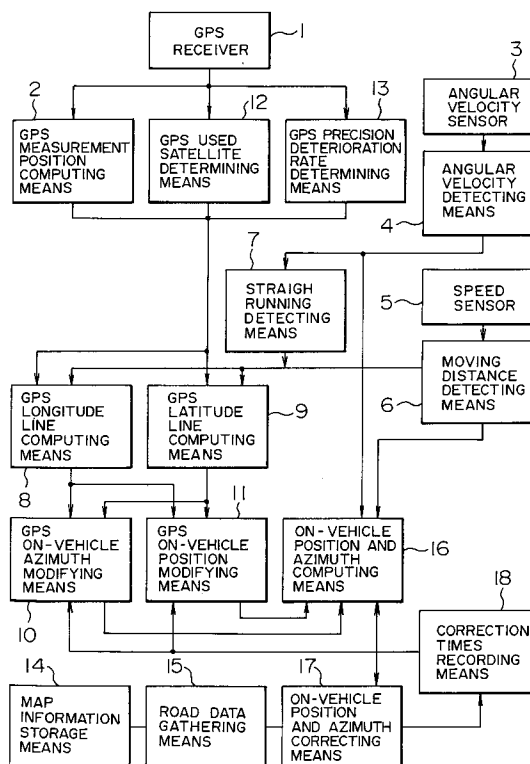 GPS
RECEIVER
1
2
GPS
MEASUREMENT
POSITION
COMPUTING
MEANS
12
GPS USED
SATELLITE
DETERMINING
MEANS
13
GPS PRECISION
DETERIORATION
RATE
DETERMINING
MEANS
3
ANGULAR
VELOCITY
SENSOR
ANGULAR
VELOCITY
DETECTING
MEANS
4
7
STRAIGH
RUNNING
DETECTING
MEANS
5
SPEED
SENSOR
MOVING
DISTANCE
DETECTING
MEANS
6
GPS
LONGITUDE
LINE
COMPUTING
MEANS
8
GPS
LATITUDE
LINE
COMPUTING
MEANS
9
GPS
ON-VEHICLE
AZIMUTH
MODIFYING
MEANS
10
11
GPS
ON-VEHICLE
POSITION
MODIFYING
MEANS
ON-VEHICLE
POSITION AND
AZIMUTH
COMPUTING
MEANS
16
18
CORRECTION
TIMES
RECORDING
MEANS
14
MAP
INFORMATION
STORAGE
MEANS
15
ROAD DATA
GATHERING
MEANS
17
ON-VEHICLE
POSITION
AND AZIMUTH
CORRECTING
MEANS